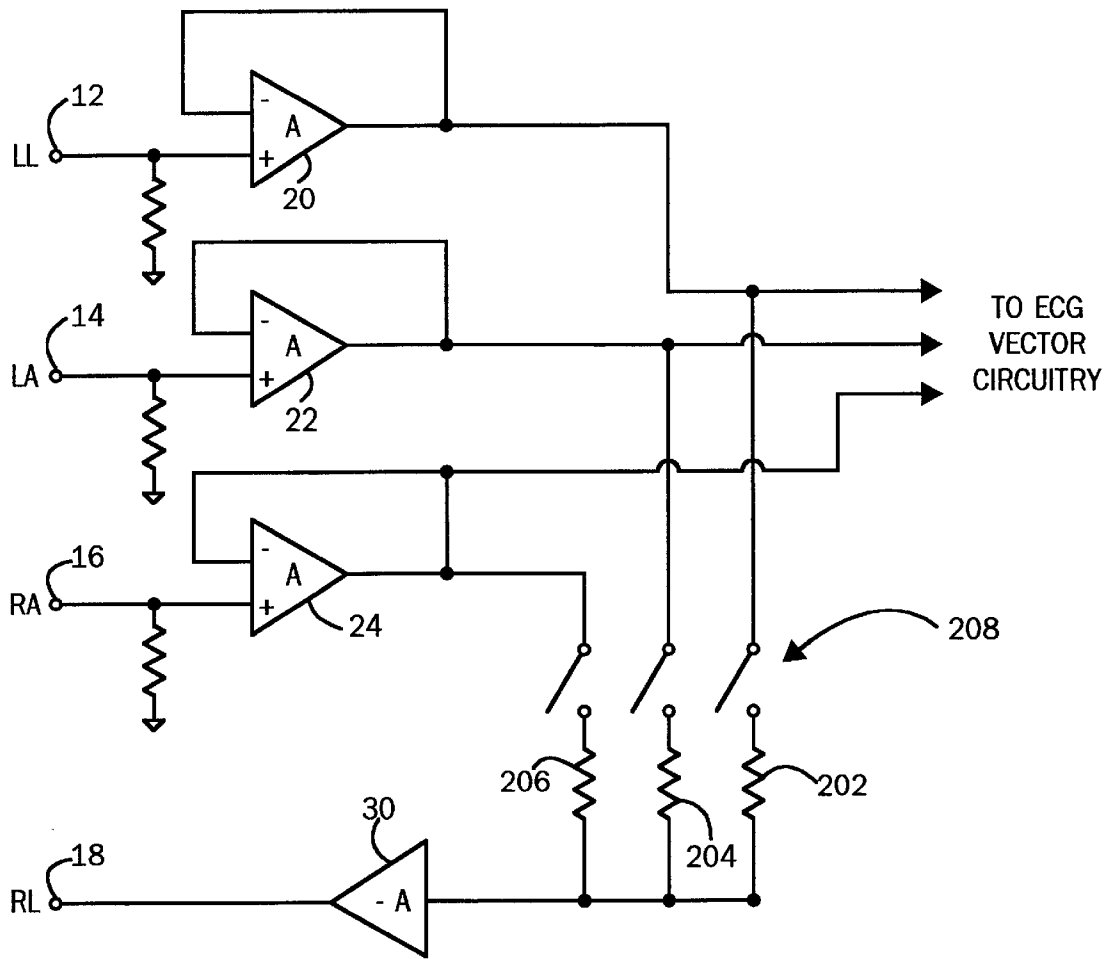 12
LL
-
A
+
20
14
LA
-
A
+
22
TO ECG
VECTOR
CIRCUITRY
16
RA
-
A
+
24
208
206
202
204
30
18
RL
- A